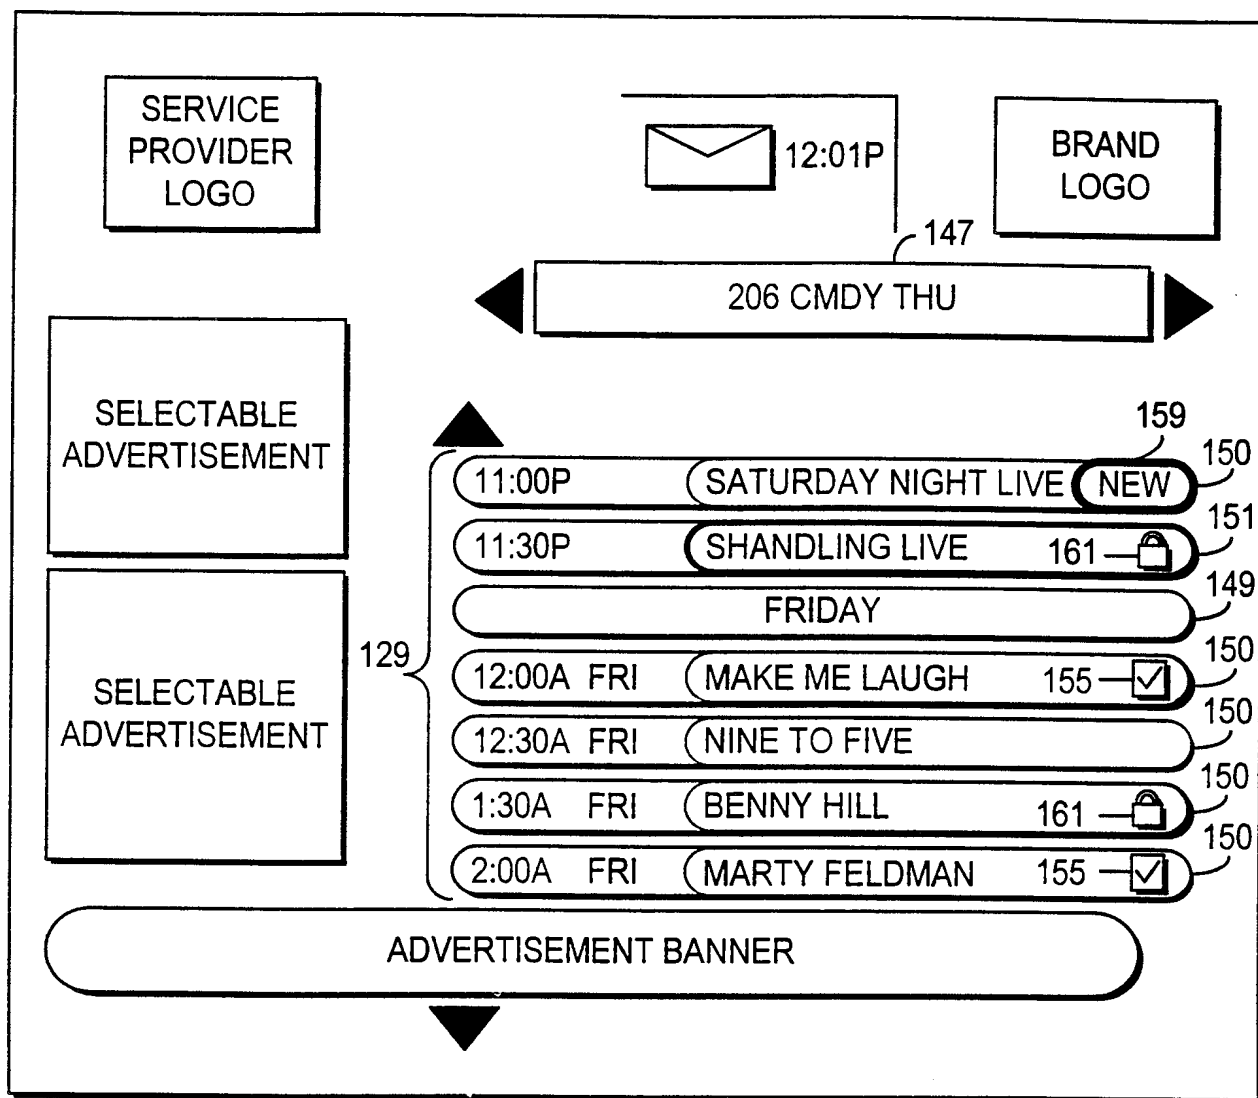 SERVICE
PROVIDER
LOGO
12:01P
BRAND
LOGO
147
206 CMDY THU
SELECTABLE
ADVERTISEMENT
159
11:00P SATURDAY NIGHT LIVE NEW 150
11:30P SHANDLING LIVE 161 151
FRIDAY 149
129
12:00A FRI MAKE ME LAUGH 155 150
SELECTABLE
ADVERTISEMENT
12:30A FRI NINE TO FIVE 150
1:30A FRI BENNY HILL 161 150
2:00A FRI MARTY FELDMAN 155 150
ADVERTISEMENT BANNER